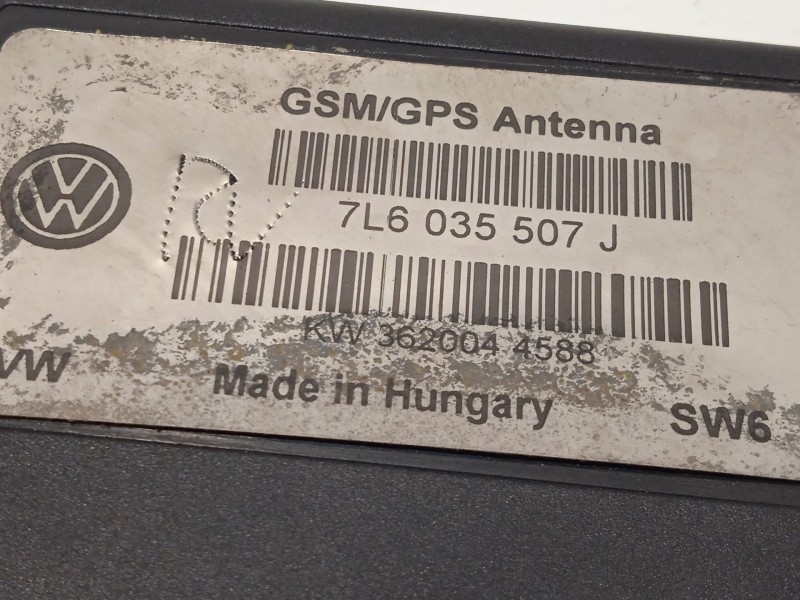 GSM/GPS Antenna
7L6 035 507 J
KW 362004 4588
VW
Made in Hungary
SW6